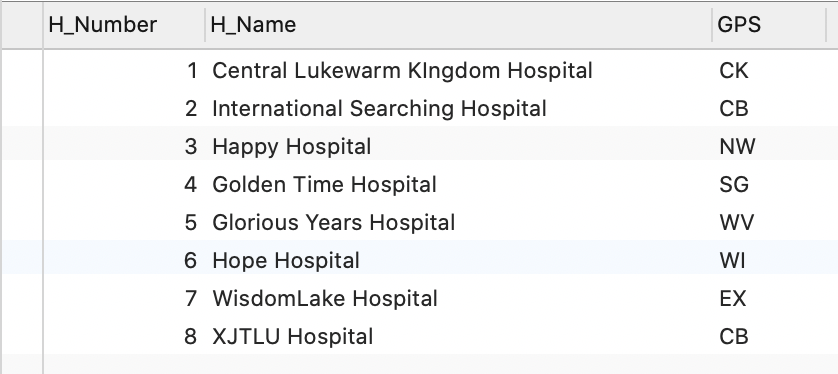 H_Number H_Name GPS
1 Central Lukewarm KIngdom Hospital CK
2 International Searching Hospital CB
3 Happy Hospital NW
4 Golden Time Hospital SG
5 Glorious Years Hospital WV
6 Hope Hospital WI
7 WisdomLake Hospital EX
8 XJTLU Hospital CB